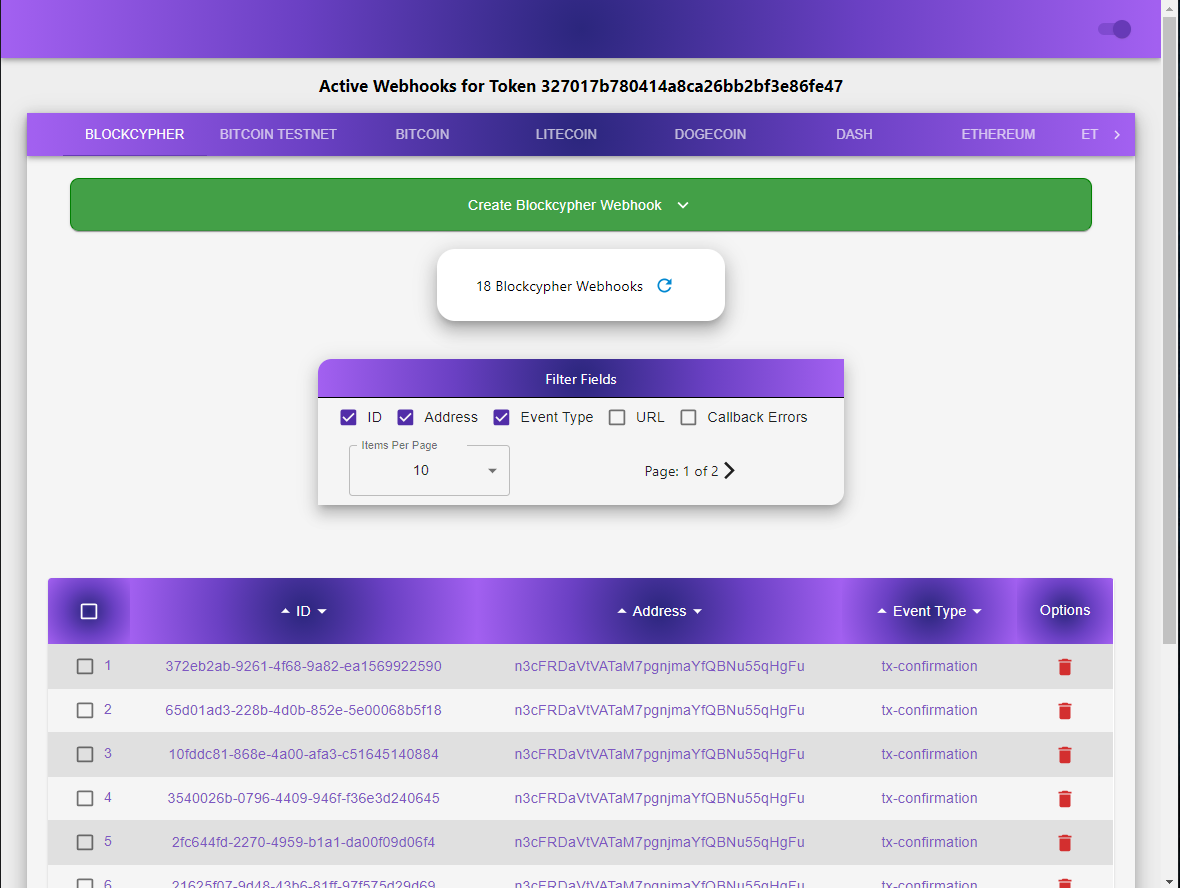 Active Webhooks for Token 327017b780414a8ca26bb2bf3e86fe47
BLOCKCYPHER BITCOIN TESTNET BITCOIN LITECOIN DOGECOIN DASH ETHEREUM ET
Create Blockcypher Webhook
18 Blockcypher Webhooks
Filter Fields
ID Address Event Type URL Callback Errors
Items Per Page
10 Page: 1 of 2
ID Address Event Type Options
1 372eb2ab-9261-4f68-9a82-ea1569922590 n3cFRDaVtVATaM7pgnjmaYfQBNu55qHgFu tx-confirmation
2 65d01ad3-228b-4d0b-852e-5e00068b5f18 n3cFRDaVtVATaM7pgnjmaYfQBNu55qHgFu tx-confirmation
3 10fddc81-868e-4a00-afa3-c51645140884 n3cFRDaVtVATaM7pgnjmaYfQBNu55qHgFu tx-confirmation
4 3540026b-0796-4409-946f-f36e3d240645 n3cFRDaVtVATaM7pgnjmaYfQBNu55qHgFu tx-confirmation
5 2fc644fd-2270-4959-b1a1-da00f09d06f4 n3cFRDaVtVATaM7pgnjmaYfQBNu55qHgFu tx-confirmation
6 21625f07-9d48-43b6-81ff-97f575d29d69 n3cFRDaVtVATaM7pgnjmaYfQBNu55qHgFu tx-confirmation